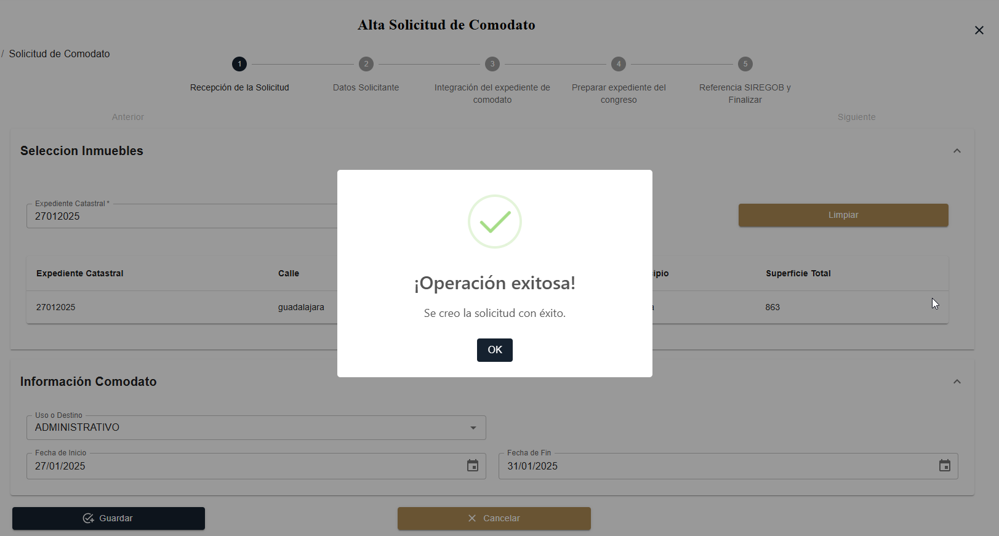 Alta Solicitud de Comodato
/ Solicitud de Comodato
1 2 3 4 5
Recepción de la Solicitud
Datos Solicitante
Integración del expediente de
comodato
Preparar expediente del
congreso
Referencia SIREGOB y
Finalizar
Anterior
Siguiente
Seleccion Inmuebles
Expediente Catastral *
27012025
Limpiar
Expediente Catastral Calle Superficie Total
27012025 guadalajara 863
¡Operación exitosa!
Se creo la solicitud con éxito.
OK
Información Comodato
Uso o Destino
ADMINISTRATIVO
Fecha de Inicio
27/01/2025
Fecha de Fin
31/01/2025
Guardar
Cancelar